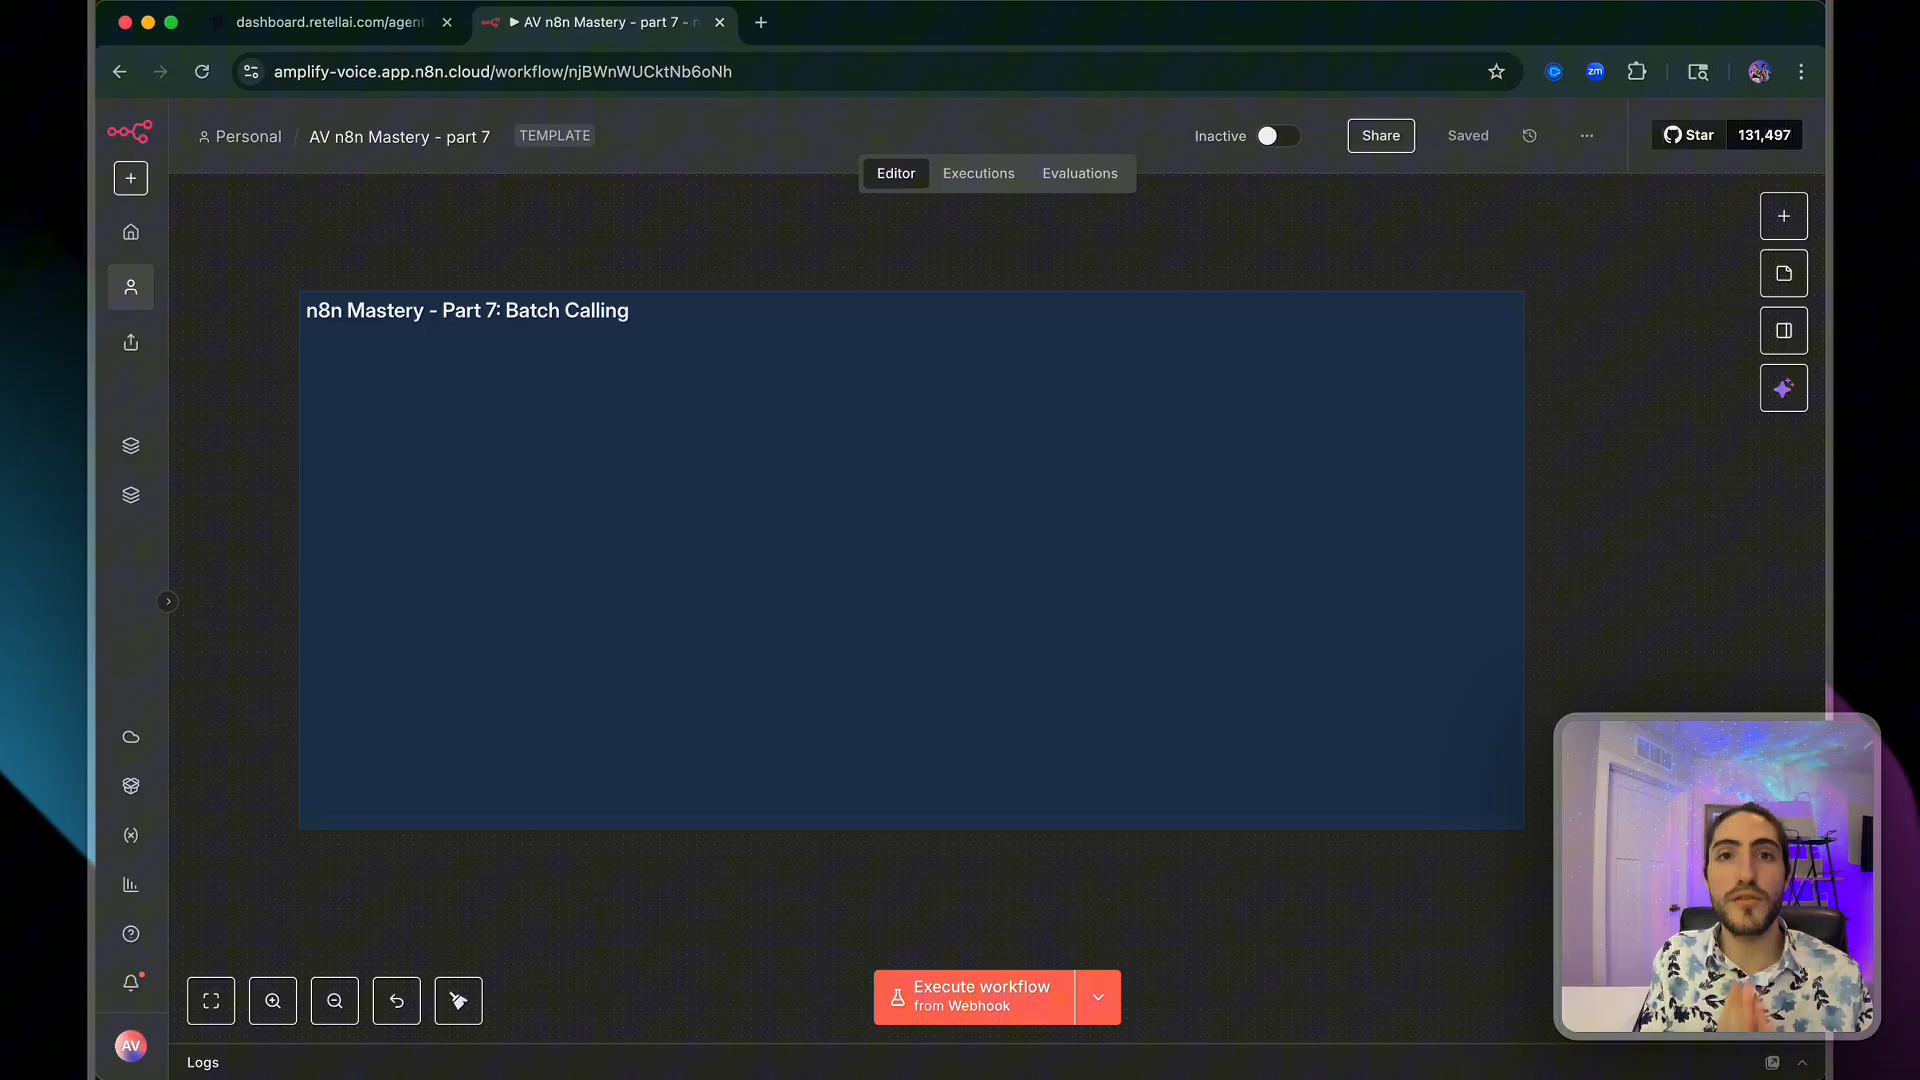 dashboard.retellai.com/agent
AV n8n Mastery - part 7 - n
amplify-voice.app.n8n.cloud/workflow/njBWnWUCktNb6oNh
zm
Personal / AV n8n Mastery - part 7 TEMPLATE
Inactive
Share
Saved
...
Star 131,497
Editor Executions Evaluations
n8n Mastery - Part 7: Batch Calling
Execute workflow
from Webhook
AV
Logs